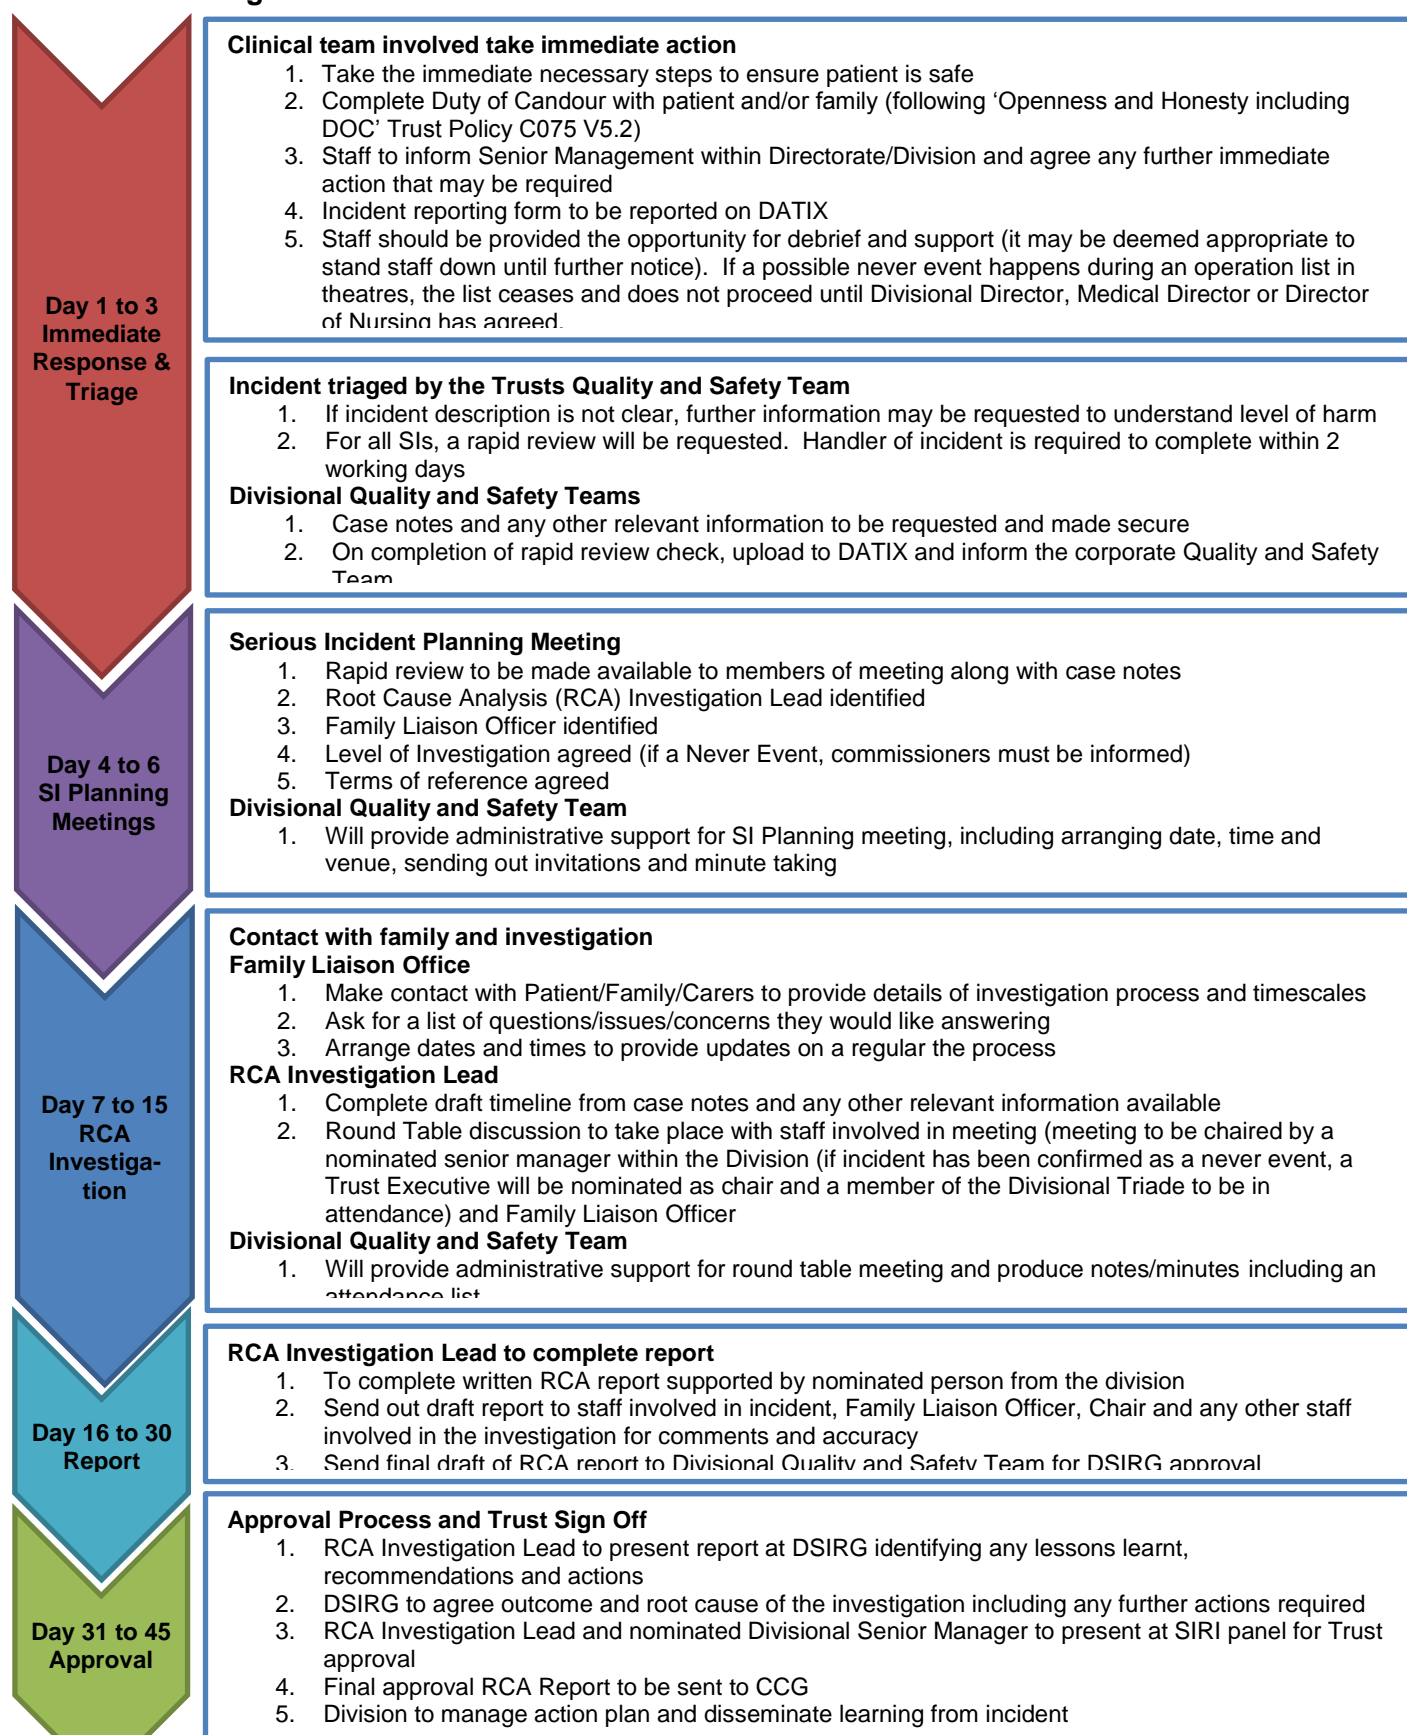 Day 1 to 3
Immediate
Response &
Triage
Clinical team involved take immediate action
1. Take the immediate necessary steps to ensure patient is safe
2. Complete Duty of Candour with patient and/or family (following ‘Openness and Honesty including
DOC’ Trust Policy C075 V5.2)
3. Staff to inform Senior Management within Directorate/Division and agree any further immediate
action that may be required
4. Incident reporting form to be reported on DATIX
5. Staff should be provided the opportunity for debrief and support (it may be deemed appropriate to
stand staff down until further notice). If a possible never event happens during an operation list in
theatres, the list ceases and does not proceed until Divisional Director, Medical Director or Director
of Nursing has agreed.
Incident triaged by the Trusts Quality and Safety Team
1. If incident description is not clear, further information may be requested to understand level of harm
2. For all SIs, a rapid review will be requested. Handler of incident is required to complete within 2
working days
Divisional Quality and Safety Teams
1. Case notes and any other relevant information to be requested and made secure
2. On completion of rapid review check, upload to DATIX and inform the corporate Quality and Safety
Team
Day 4 to 6
SI Planning
Meetings
Serious Incident Planning Meeting
1. Rapid review to be made available to members of meeting along with case notes
2. Root Cause Analysis (RCA) Investigation Lead identified
3. Family Liaison Officer identified
4. Level of Investigation agreed (if a Never Event, commissioners must be informed)
5. Terms of reference agreed
Divisional Quality and Safety Team
1. Will provide administrative support for SI Planning meeting, including arranging date, time and
venue, sending out invitations and minute taking
Day 7 to 15
RCA
Investiga-
tion
Contact with family and investigation
Family Liaison Office
1. Make contact with Patient/Family/Carers to provide details of investigation process and timescales
2. Ask for a list of questions/issues/concerns they would like answering
3. Arrange dates and times to provide updates on a regular the process
RCA Investigation Lead
1. Complete draft timeline from case notes and any other relevant information available
2. Round Table discussion to take place with staff involved in meeting (meeting to be chaired by a
nominated senior manager within the Division (if incident has been confirmed as a never event, a
Trust Executive will be nominated as chair and a member of the Divisional Triade to be in
attendance) and Family Liaison Officer
Divisional Quality and Safety Team
1. Will provide administrative support for round table meeting and produce notes/minutes including an
attendance list
Day 16 to 30
Report
RCA Investigation Lead to complete report
1. To complete written RCA report supported by nominated person from the division
2. Send out draft report to staff involved in incident, Family Liaison Officer, Chair and any other staff
involved in the investigation for comments and accuracy
3. Send final draft of RCA report to Divisional Quality and Safety Team for DSIRG approval
Day 31 to 45
Approval
Approval Process and Trust Sign Off
1. RCA Investigation Lead to present report at DSIRG identifying any lessons learnt,
recommendations and actions
2. DSIRG to agree outcome and root cause of the investigation including any further actions required
3. RCA Investigation Lead and nominated Divisional Senior Manager to present at SIRI panel for Trust
approval
4. Final approval RCA Report to be sent to CCG
5. Division to manage action plan and disseminate learning from incident